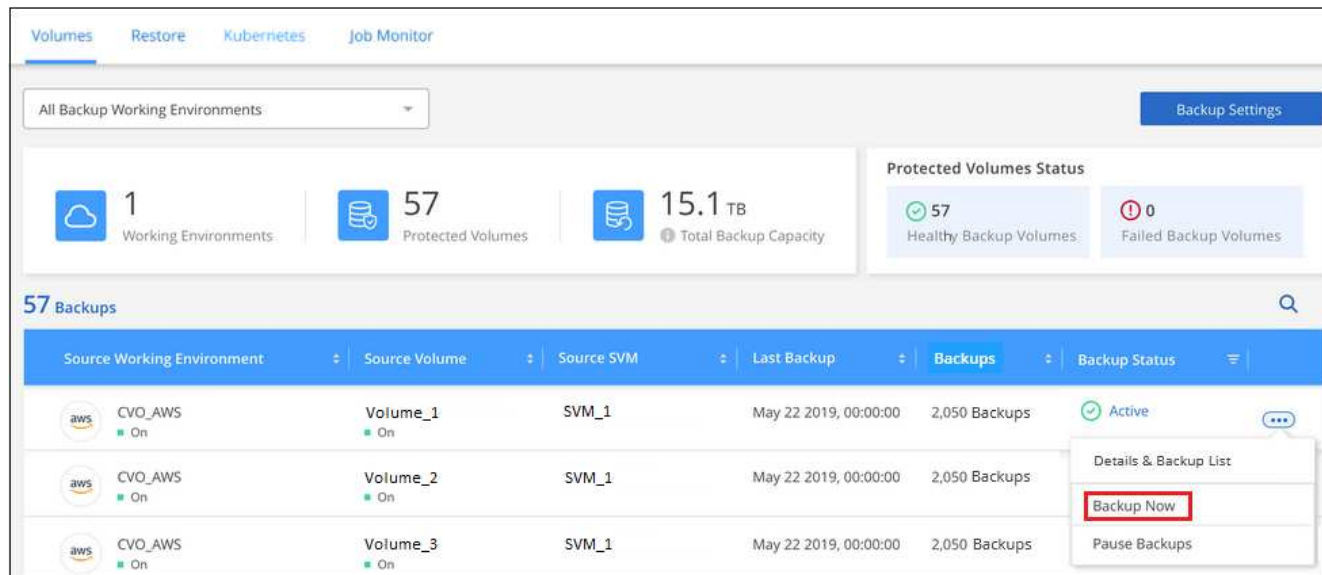 Volumes Restore Kubernetes Job Monitor
All Backup Working Environments
Backup Settings
1
Working Environments
57
Protected Volumes
15.1 TB
Total Backup Capacity
Protected Volumes Status
57
Healthy Backup Volumes
0
Failed Backup Volumes
57 Backups
Source Working Environment Source Volume Source SVM Last Backup Backups Backup Status
aws CVO_AWS Volume_1 SVM_1 May 22 2019, 00:00:00 2,050 Backups Active
On On
Details & Backup List
aws CVO_AWS Volume_2 SVM_1 May 22 2019, 00:00:00 2,050 Backups
On On
Backup Now
aws CVO_AWS Volume_3 SVM_1 May 22 2019, 00:00:00 2,050 Backups
On On
Pause Backups